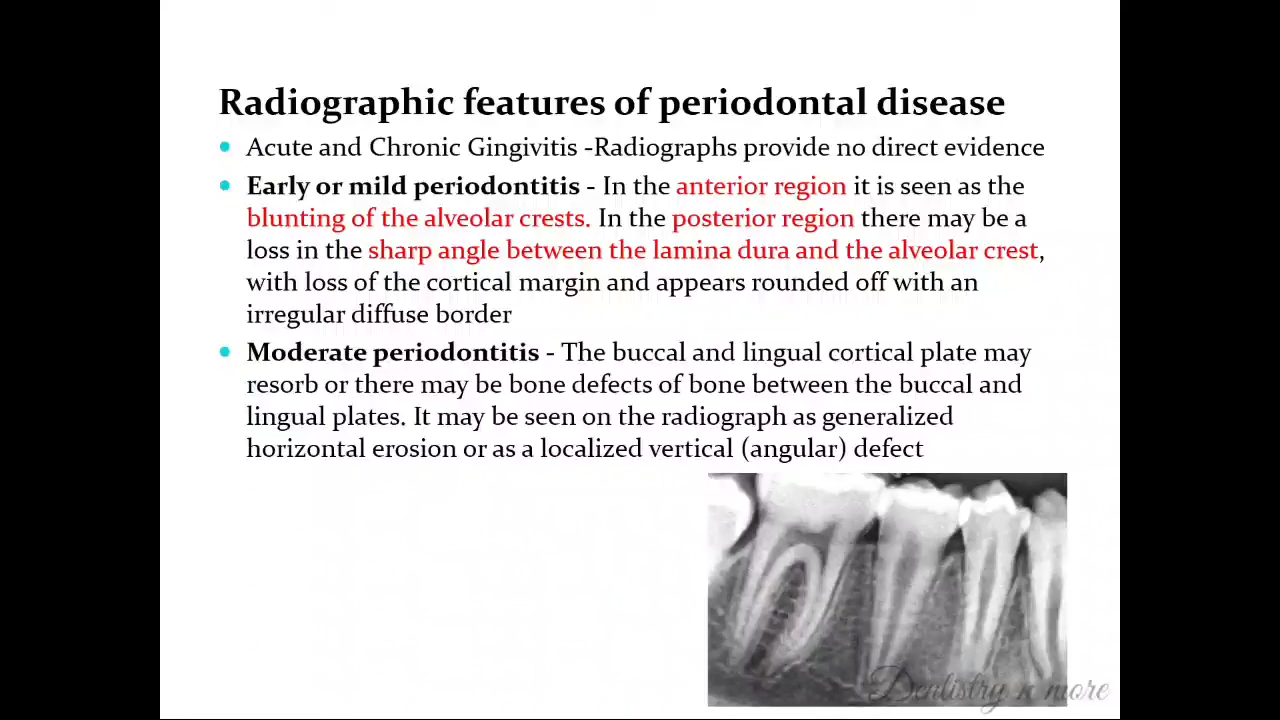 Radiographic features of periodontal disease
• Acute and Chronic Gingivitis -Radiographs provide no direct evidence
• Early or mild periodontitis - In the anterior region it is seen as the
blunting of the alveolar crests. In the posterior region there may be a
loss in the sharp angle between the lamina dura and the alveolar crest,
with loss of the cortical margin and appears rounded off with an
irregular diffuse border
• Moderate periodontitis - The buccal and lingual cortical plate may
resorb or there may be bone defects of bone between the buccal and
lingual plates. It may be seen on the radiograph as generalized
horizontal erosion or as a localized vertical (angular) defect
Dentistry n more